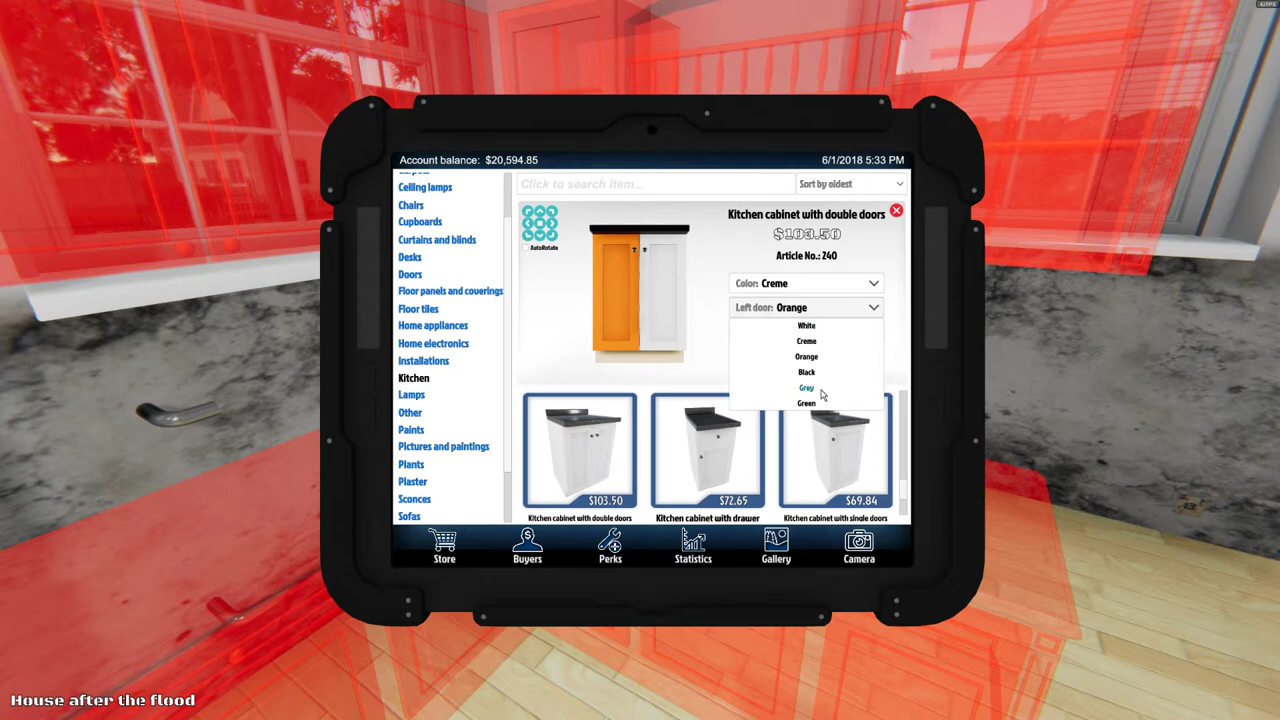 Account balance: $20,594.85
6/1/2018 5:33 PM
Ceiling lamps
Chairs
Cupboards
Curtains and blinds
Desks
Doors
Floor panels and coverings
Floor tiles
Home appliances
Home electronics
Installations
Kitchen
Lamps
Other
Paints
Pictures and paintings
Plants
Plaster
Sconces
Sofas
Click to search item...
Sort by oldest
AutoRotate
Kitchen cabinet with double doors
$103.50
Article No.: 240
Color: Creme
Left door: Orange
White
Creme
Orange
Black
Grey
Green
$103.50
$72.65
$69.84
Kitchen cabinet with double doors
Kitchen cabinet with drawer
Kitchen cabinet with single doors
Store
Buyers
Perks
Statistics
Gallery
Camera
House after the flood